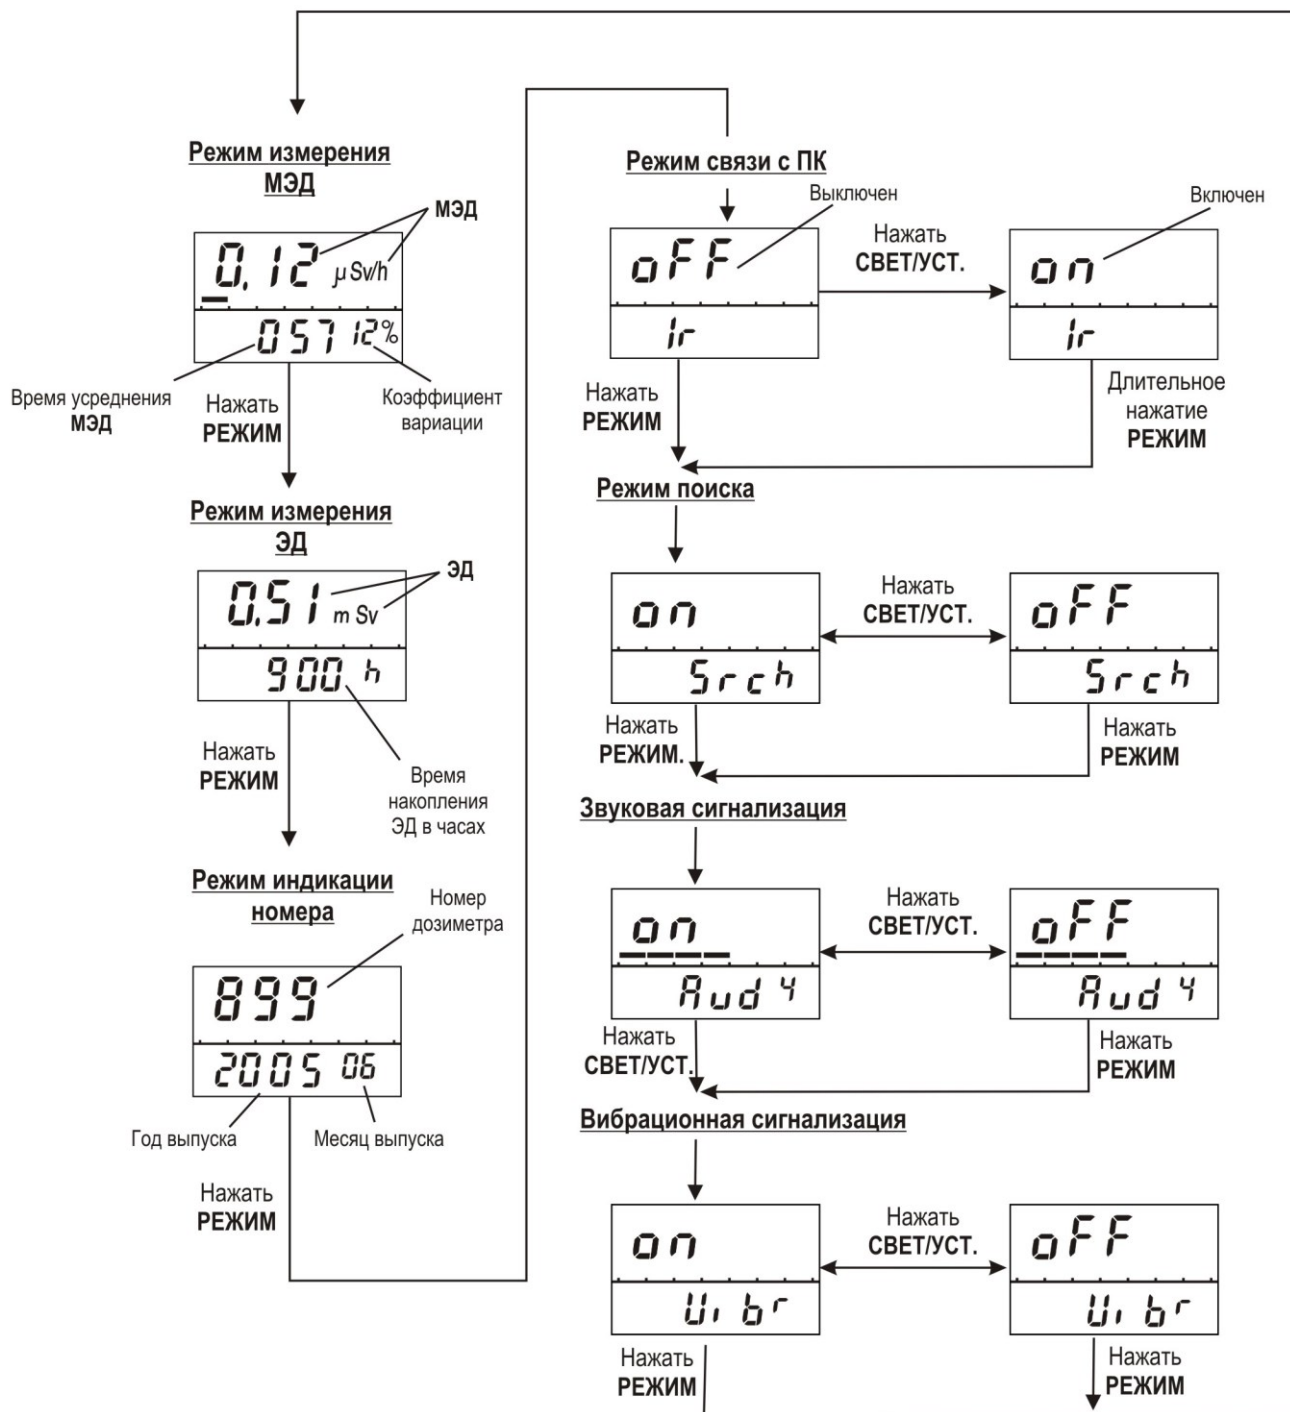 Режим измерения
МЭД
МЭД
0.12 µSv/h
057 12%
Время усреднения
МЭД
Коэффициент
вариации
Нажать
РЕЖИМ
Режим измерения
ЭД
ЭД
0.51 mSv
900 h
Нажать
РЕЖИМ
Время
накопления
ЭД в часах
Режим индикации
номера
Номер
дозиметра
899
2005 06
Год выпуска
Месяц выпуска
Нажать
РЕЖИМ
Режим связи с ПК
Выключен
Включен
oFF
Нажать
СВЕТ/УСТ.
on
Ir
Ir
Нажать
РЕЖИМ
Длительное
нажатие
РЕЖИМ
Режим поиска
on
Нажать
СВЕТ/УСТ.
oFF
Srch
Srch
Нажать
РЕЖИМ.
Нажать
РЕЖИМ
Звуковая сигнализация
on
Нажать
СВЕТ/УСТ.
oFF
Aud 4
Aud 4
Нажать
СВЕТ/УСТ.
Нажать
РЕЖИМ
Вибрационная сигнализация
on
Нажать
СВЕТ/УСТ.
oFF
Vibr
Vibr
Нажать
РЕЖИМ
Нажать
РЕЖИМ